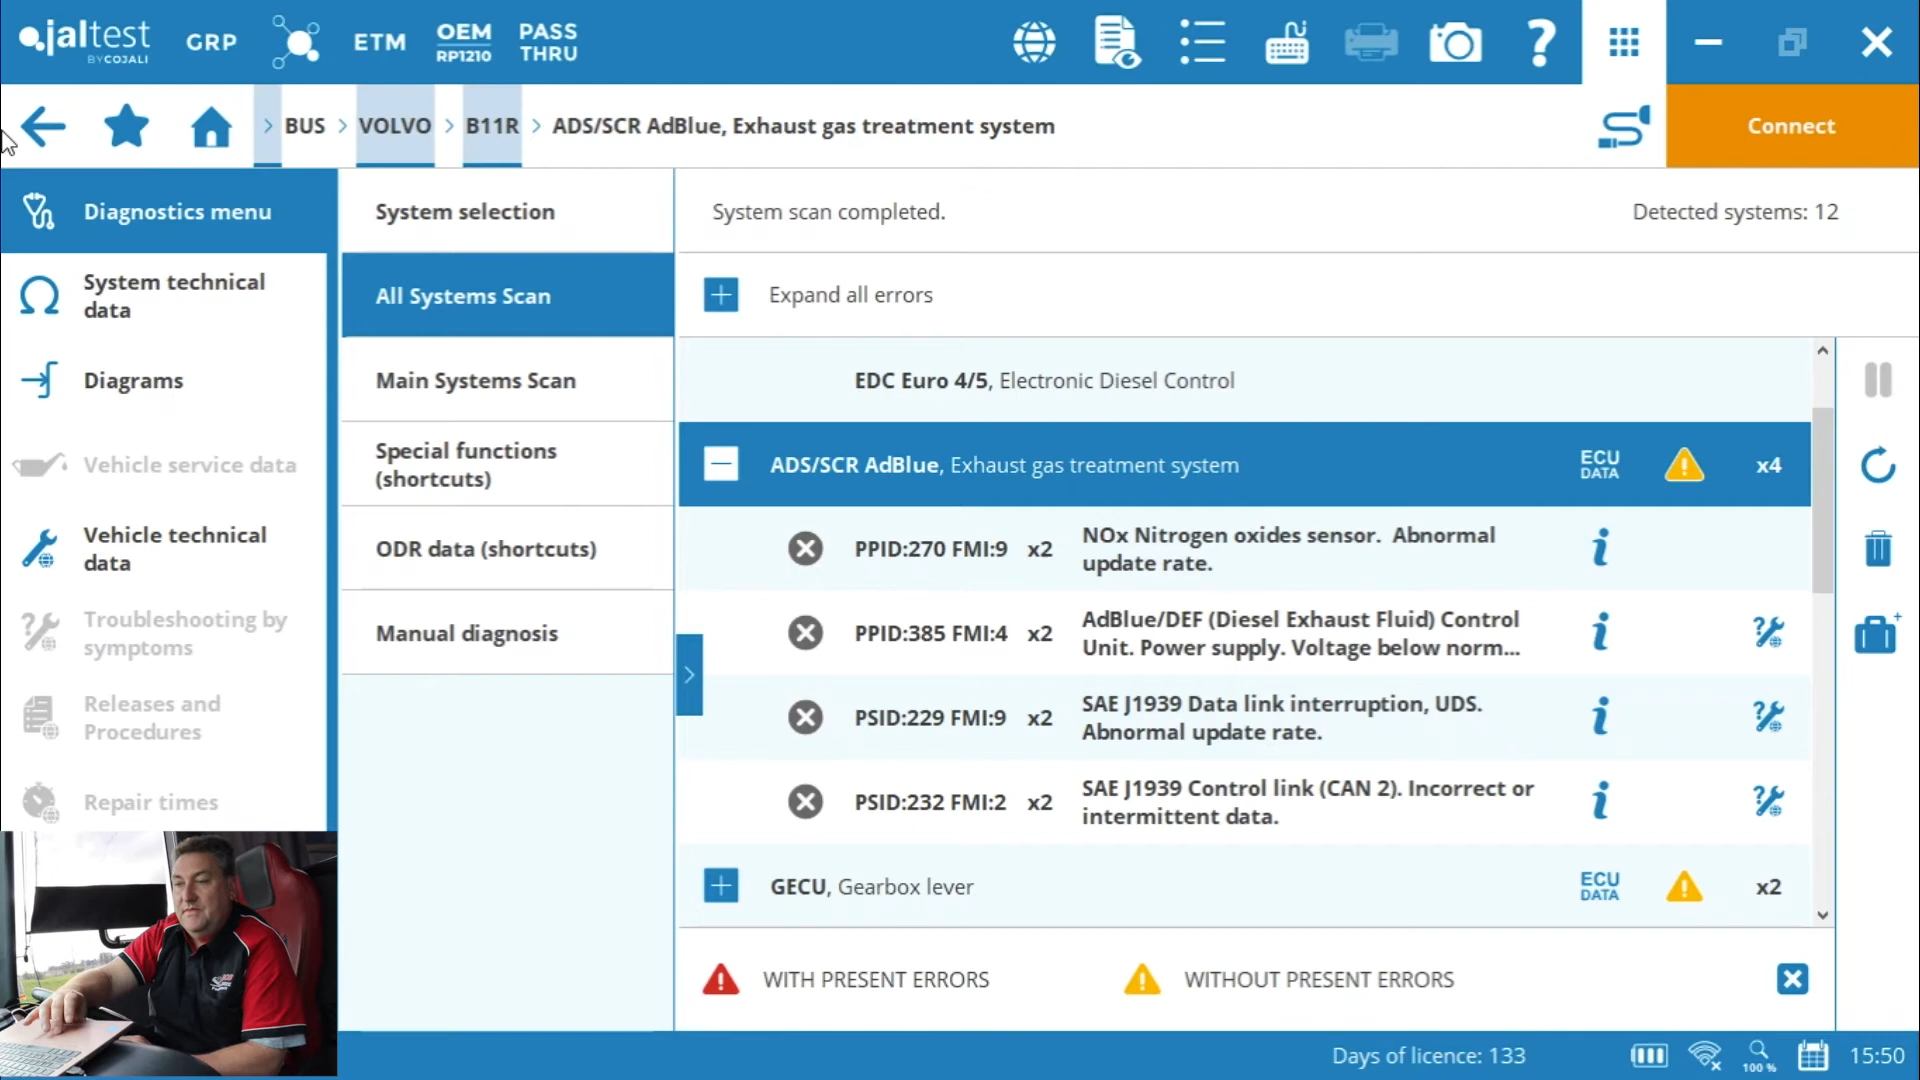 jaltest
BY COJALI
GRP
ETM
OEM
RP1210
PASS
THRU
BUS
VOLVO
B11R
ADS/SCR AdBlue, Exhaust gas treatment system
Connect
Diagnostics menu
System technical
data
Diagrams
Vehicle service data
Vehicle technical
data
Troubleshooting by
symptoms
Releases and
Procedures
Repair times
System selection
All Systems Scan
Main Systems Scan
Special functions
(shortcuts)
ODR data (shortcuts)
Manual diagnosis
System scan completed.
Detected systems: 12
Expand all errors
EDC Euro 4/5, Electronic Diesel Control
ADS/SCR AdBlue, Exhaust gas treatment system
ECU
DATA
x4
PPID:270 FMI:9 x2
NOx Nitrogen oxides sensor. Abnormal
update rate.
PPID:385 FMI:4 x2
AdBlue/DEF (Diesel Exhaust Fluid) Control
Unit. Power supply. Voltage below norm...
PSID:229 FMI:9 x2
SAE J1939 Data link interruption, UDS.
Abnormal update rate.
PSID:232 FMI:2 x2
SAE J1939 Control link (CAN 2). Incorrect or
intermittent data.
GECU, Gearbox lever
ECU
DATA
x2
WITH PRESENT ERRORS
WITHOUT PRESENT ERRORS
Days of licence: 133
100 %
15:50